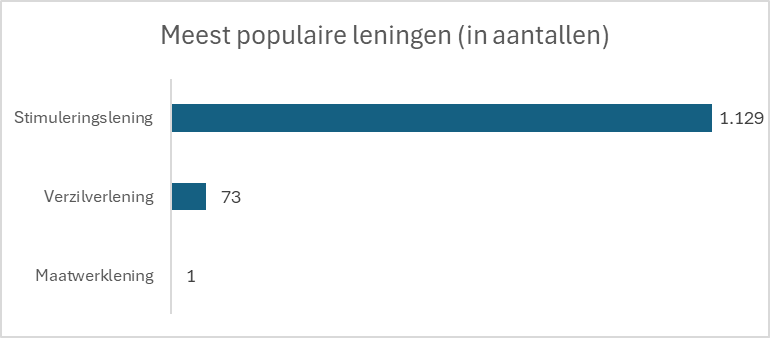 Meest populaire leningen (in aantallen)
Stimuleringslening 1.129
Verzilverlening 73
Maatwerklening 1